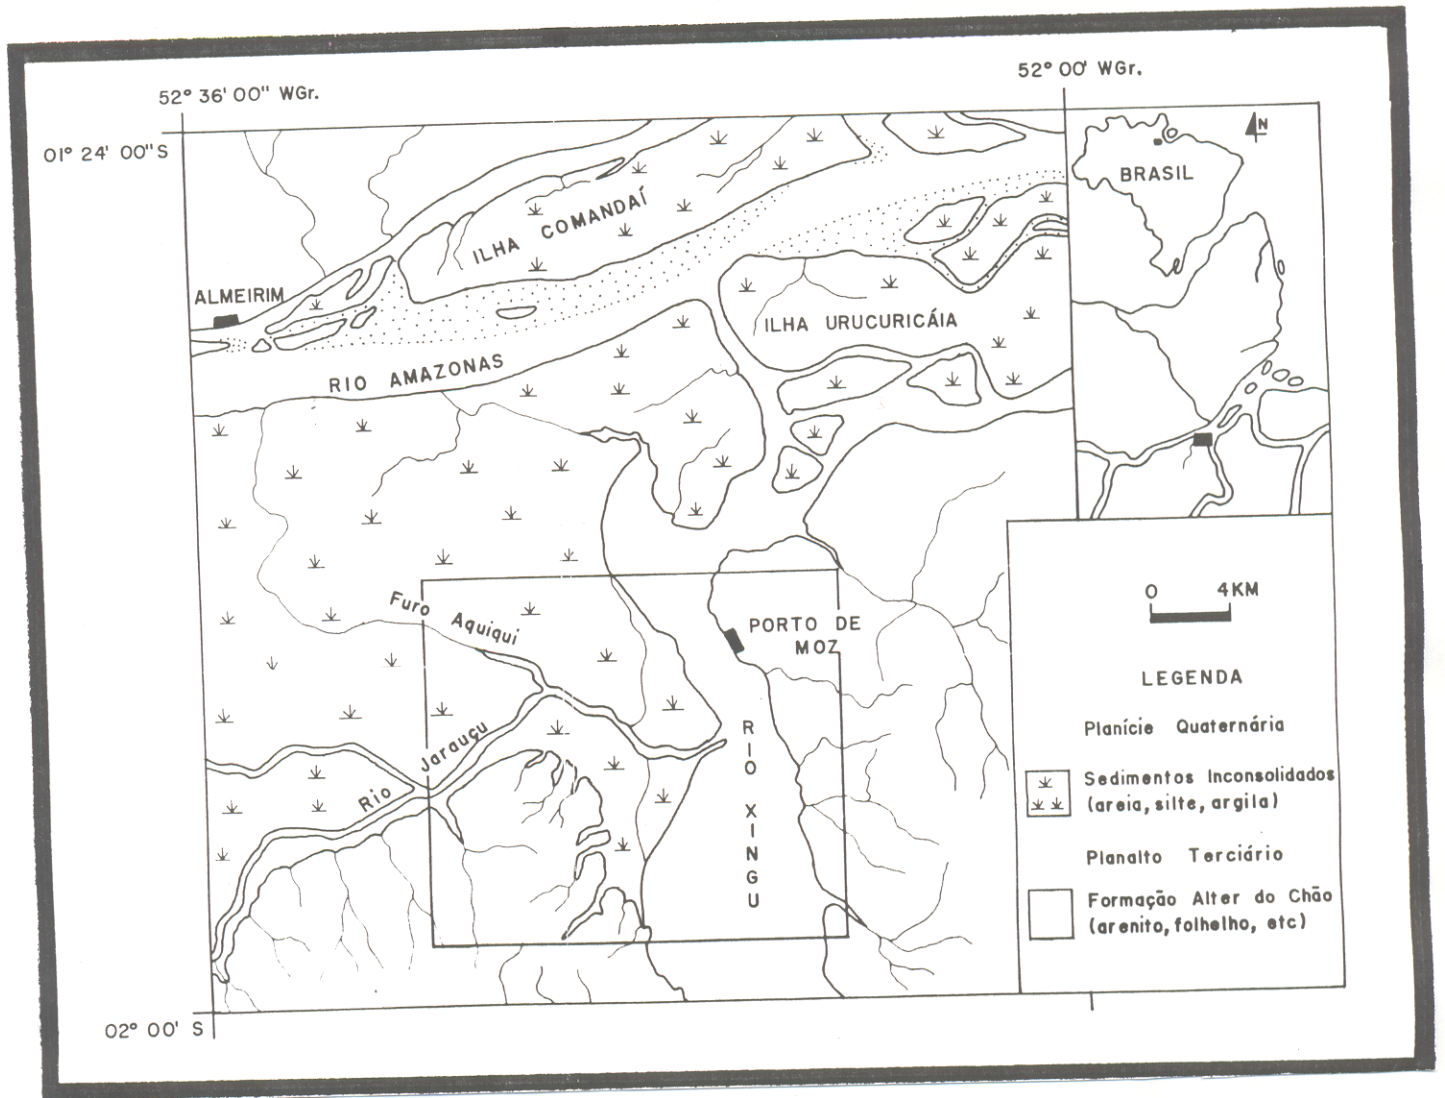 52° 36' 00" WGr.
52° 00' WGr.
01° 24' 00" S
N
BRASIL
ILHA COMANDAÍ
ALMEIRIM
ILHA URUCURICÁIA
RIO AMAZONAS
Furo Aquiqui
PORTO DE
MOZ
Rio Jarauçu
RIO XINGU
0 4KM
LEGENDA
Planície Quaternária
Sedimentos Inconsolidados
(areia, silte, argila)
Planalto Terciário
Formação Alter do Chão
(arenito, folhelho, etc)
02° 00' S